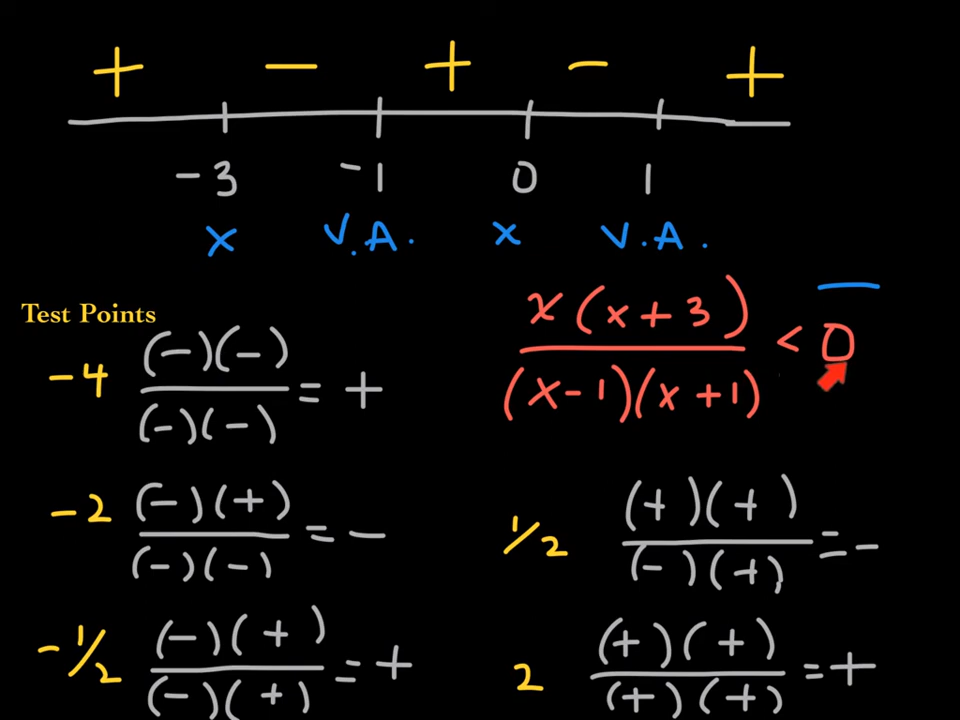 + − + − +
-3 -1 0 1
x V.A. x V.A.
Test Points
x(x+3) < 0 −
(x-1)(x+1)
-4 (-)(-) = +
(-)(-)
-2 (-)(+) = -
(-)(-)
-1/2 (-)(+) = +
(-)(+)
1/2 (+)(+) = -
(-)(+)
2 (+)(+) = +
(+)(+)